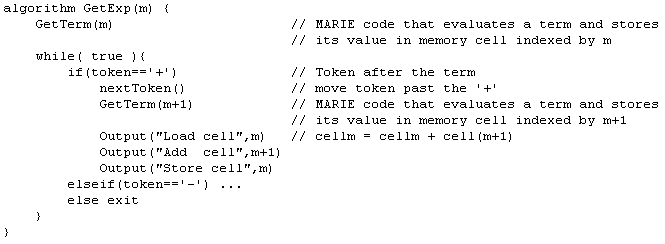 algorithm GetExp(m) {
GetTerm(m) // MARIE code that evaluates a term and stores
// its value in memory cell indexed by m
while( true ){
if(token=='+') // Token after the term
nextToken() // move token past the '+'
GetTerm(m+1) // MARIE code that evaluates a term and stores
// its value in memory cell indexed by m+1
Output("Load cell",m) // cellm = cellm + cell(m+1)
Output("Add  cell",m+1)
Output("Store cell",m)
elseif(token=='-') ...
else exit
}
}